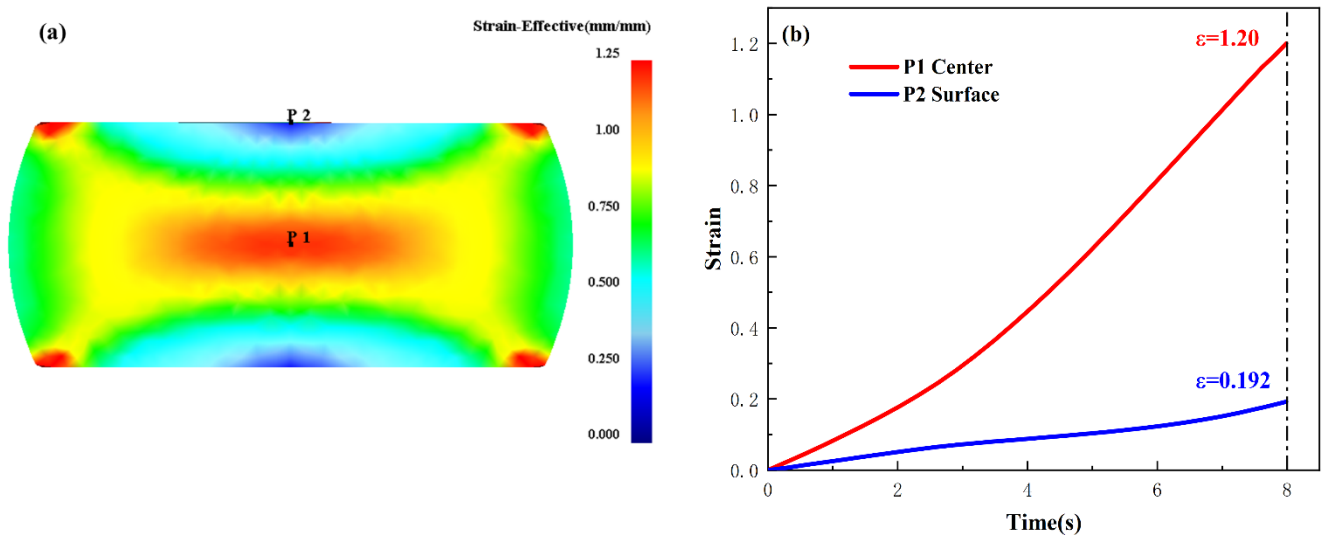 (a)
Strain-Effective(mm/mm)
1.25
1.00
0.750
0.500
0.250
0.000
P 2
P 1
(b)
ε=1.20
P1 Center
P2 Surface
ε=0.192
Strain
1.2
1.0
0.8
0.6
0.4
0.2
0.0
0 2 4 6 8
Time(s)